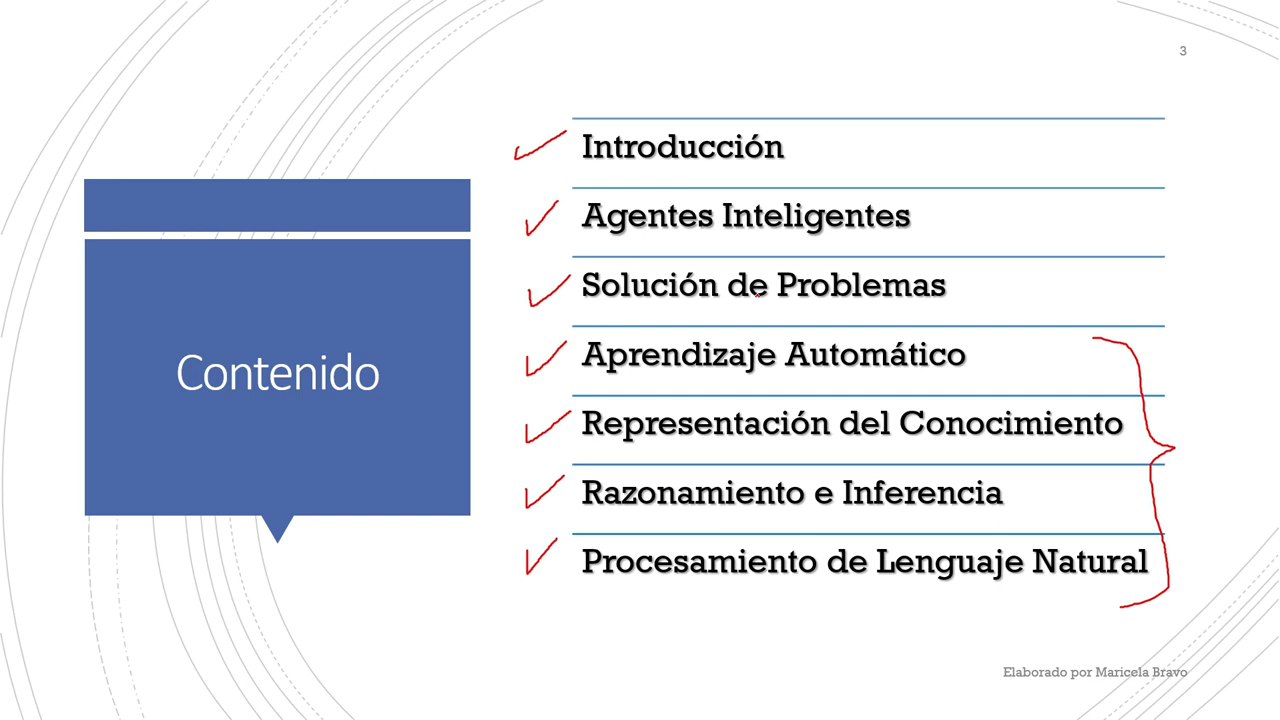 3
Contenido
Introducción
Agentes Inteligentes
Solución de Problemas
Aprendizaje Automático
Representación del Conocimiento
Razonamiento e Inferencia
Procesamiento de Lenguaje Natural
Elaborado por Maricela Bravo